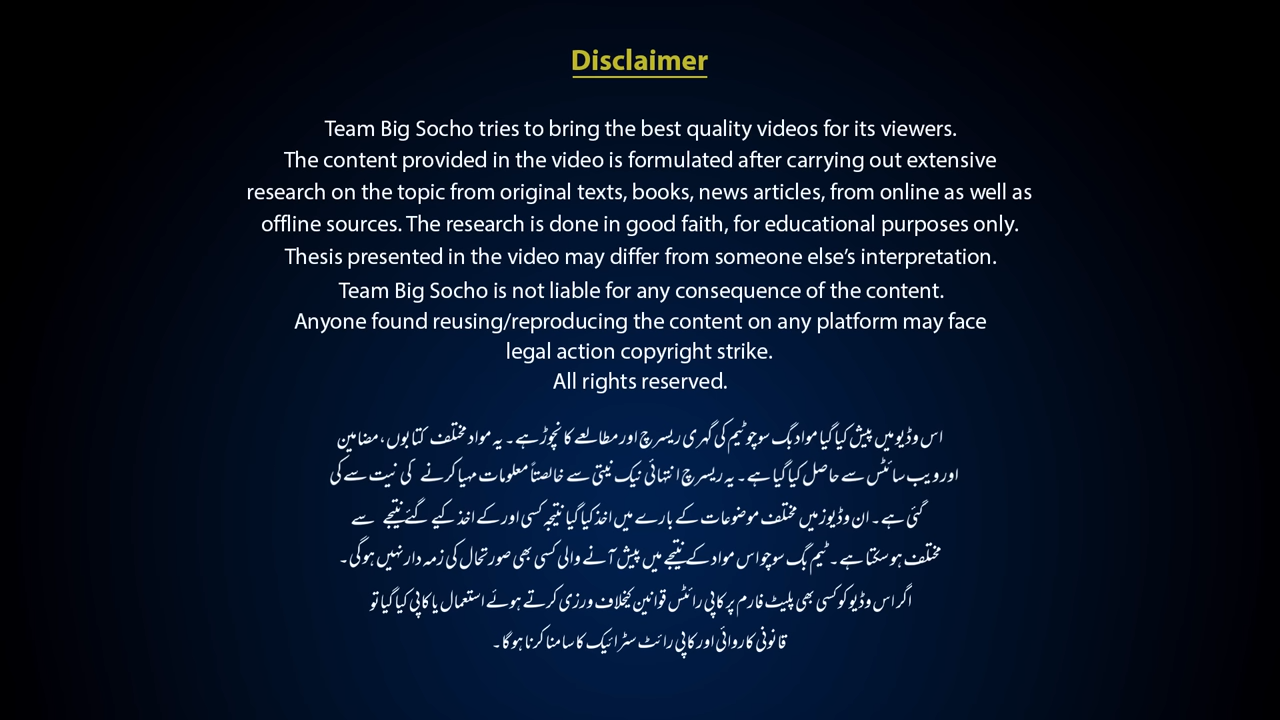 Disclaimer
Team Big Socho tries to bring the best quality videos for its viewers.
The content provided in the video is formulated after carrying out extensive
research on the topic from original texts, books, news articles, from online as well as
offline sources. The research is done in good faith, for educational purposes only.
Thesis presented in the video may differ from someone else’s interpretation.
Team Big Socho is not liable for any consequence of the content.
Anyone found reusing/reproducing the content on any platform may face
legal action copyright strike.
All rights reserved.
اس وڈیو میں پیش کیا گیا مواد بگ سوچو ٹیم کی گہری ریسرچ اور مطالعے کا نچوڑ ہے۔ یہ مواد مختلف کتابوں، مضامین
اور ویب سائٹس سے حاصل کیا گیا ہے۔ یہ ریسرچ انتہائی نیک نیتی سے خالصتاً معلومات مہیا کرنے کی نیت سے کی
گئی ہے۔ ان وڈیوز میں مختلف موضوعات کے بارے میں اخذ کیا گیا نتیجہ کسی اور کے اخذ کیے گئے نتیجے سے
مختلف ہو سکتا ہے۔ ٹیم بگ سوچو اس مواد کے نتیجے میں پیش آنے والی کسی بھی صورتحال کی زمہ دار نہیں ہوگی۔
اگر اس وڈیو کو کسی بھی پلیٹ فارم پر کاپی رائٹس قوانین کیخلاف ورزی کرتے ہوئے استعمال یا کاپی کیا گیا تو
قانونی کاروائی اور کاپی رائٹ سٹرائیک کا سامنا کرنا ہو گا۔